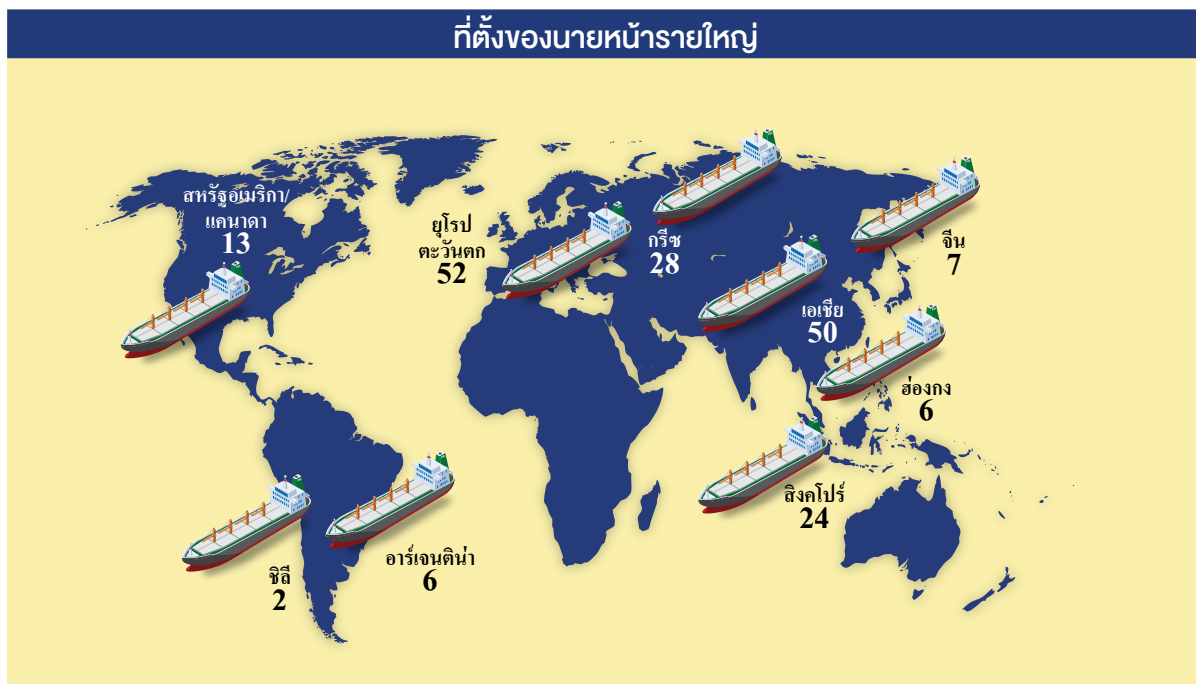 ที่ตั้งของนายหน้ารายใหญ่
สหรัฐอเมริกา/
แคนาดา
13
ยุโรป
ตะวันตก
52
กรีซ
28
จีน
7
เอเชีย
50
ฮ่องกง
6
สิงคโปร์
24
อาร์เจนติน่า
6
ชิลี
2